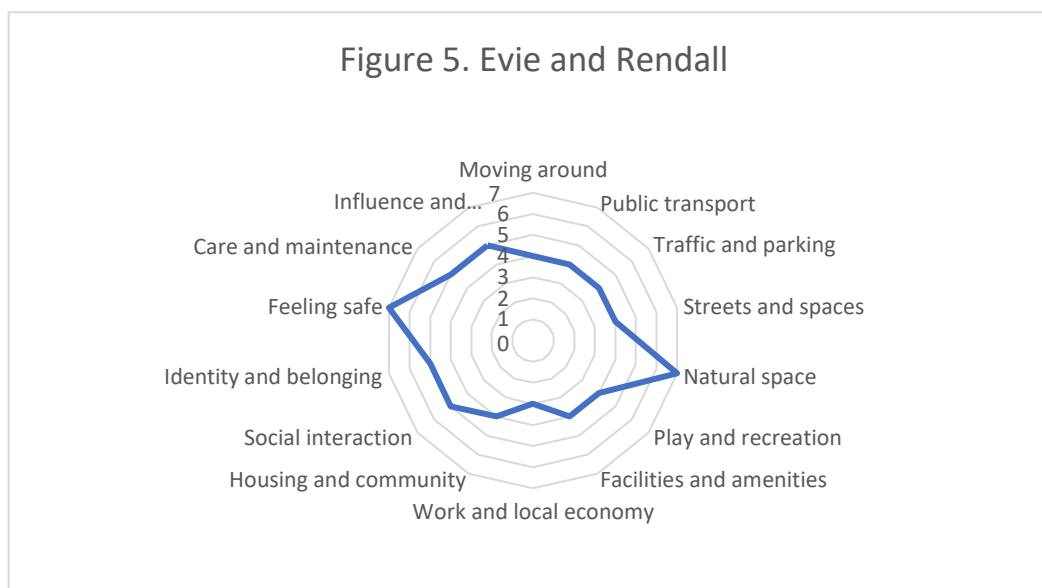 Figure 5. Evie and Rendall
Moving around
Public transport
Traffic and parking
Streets and spaces
Natural space
Play and recreation
Facilities and amenities
Work and local economy
Housing and community
Social interaction
Identity and belonging
Feeling safe
Care and maintenance
Influence and...
7
6
5
4
3
2
1
0